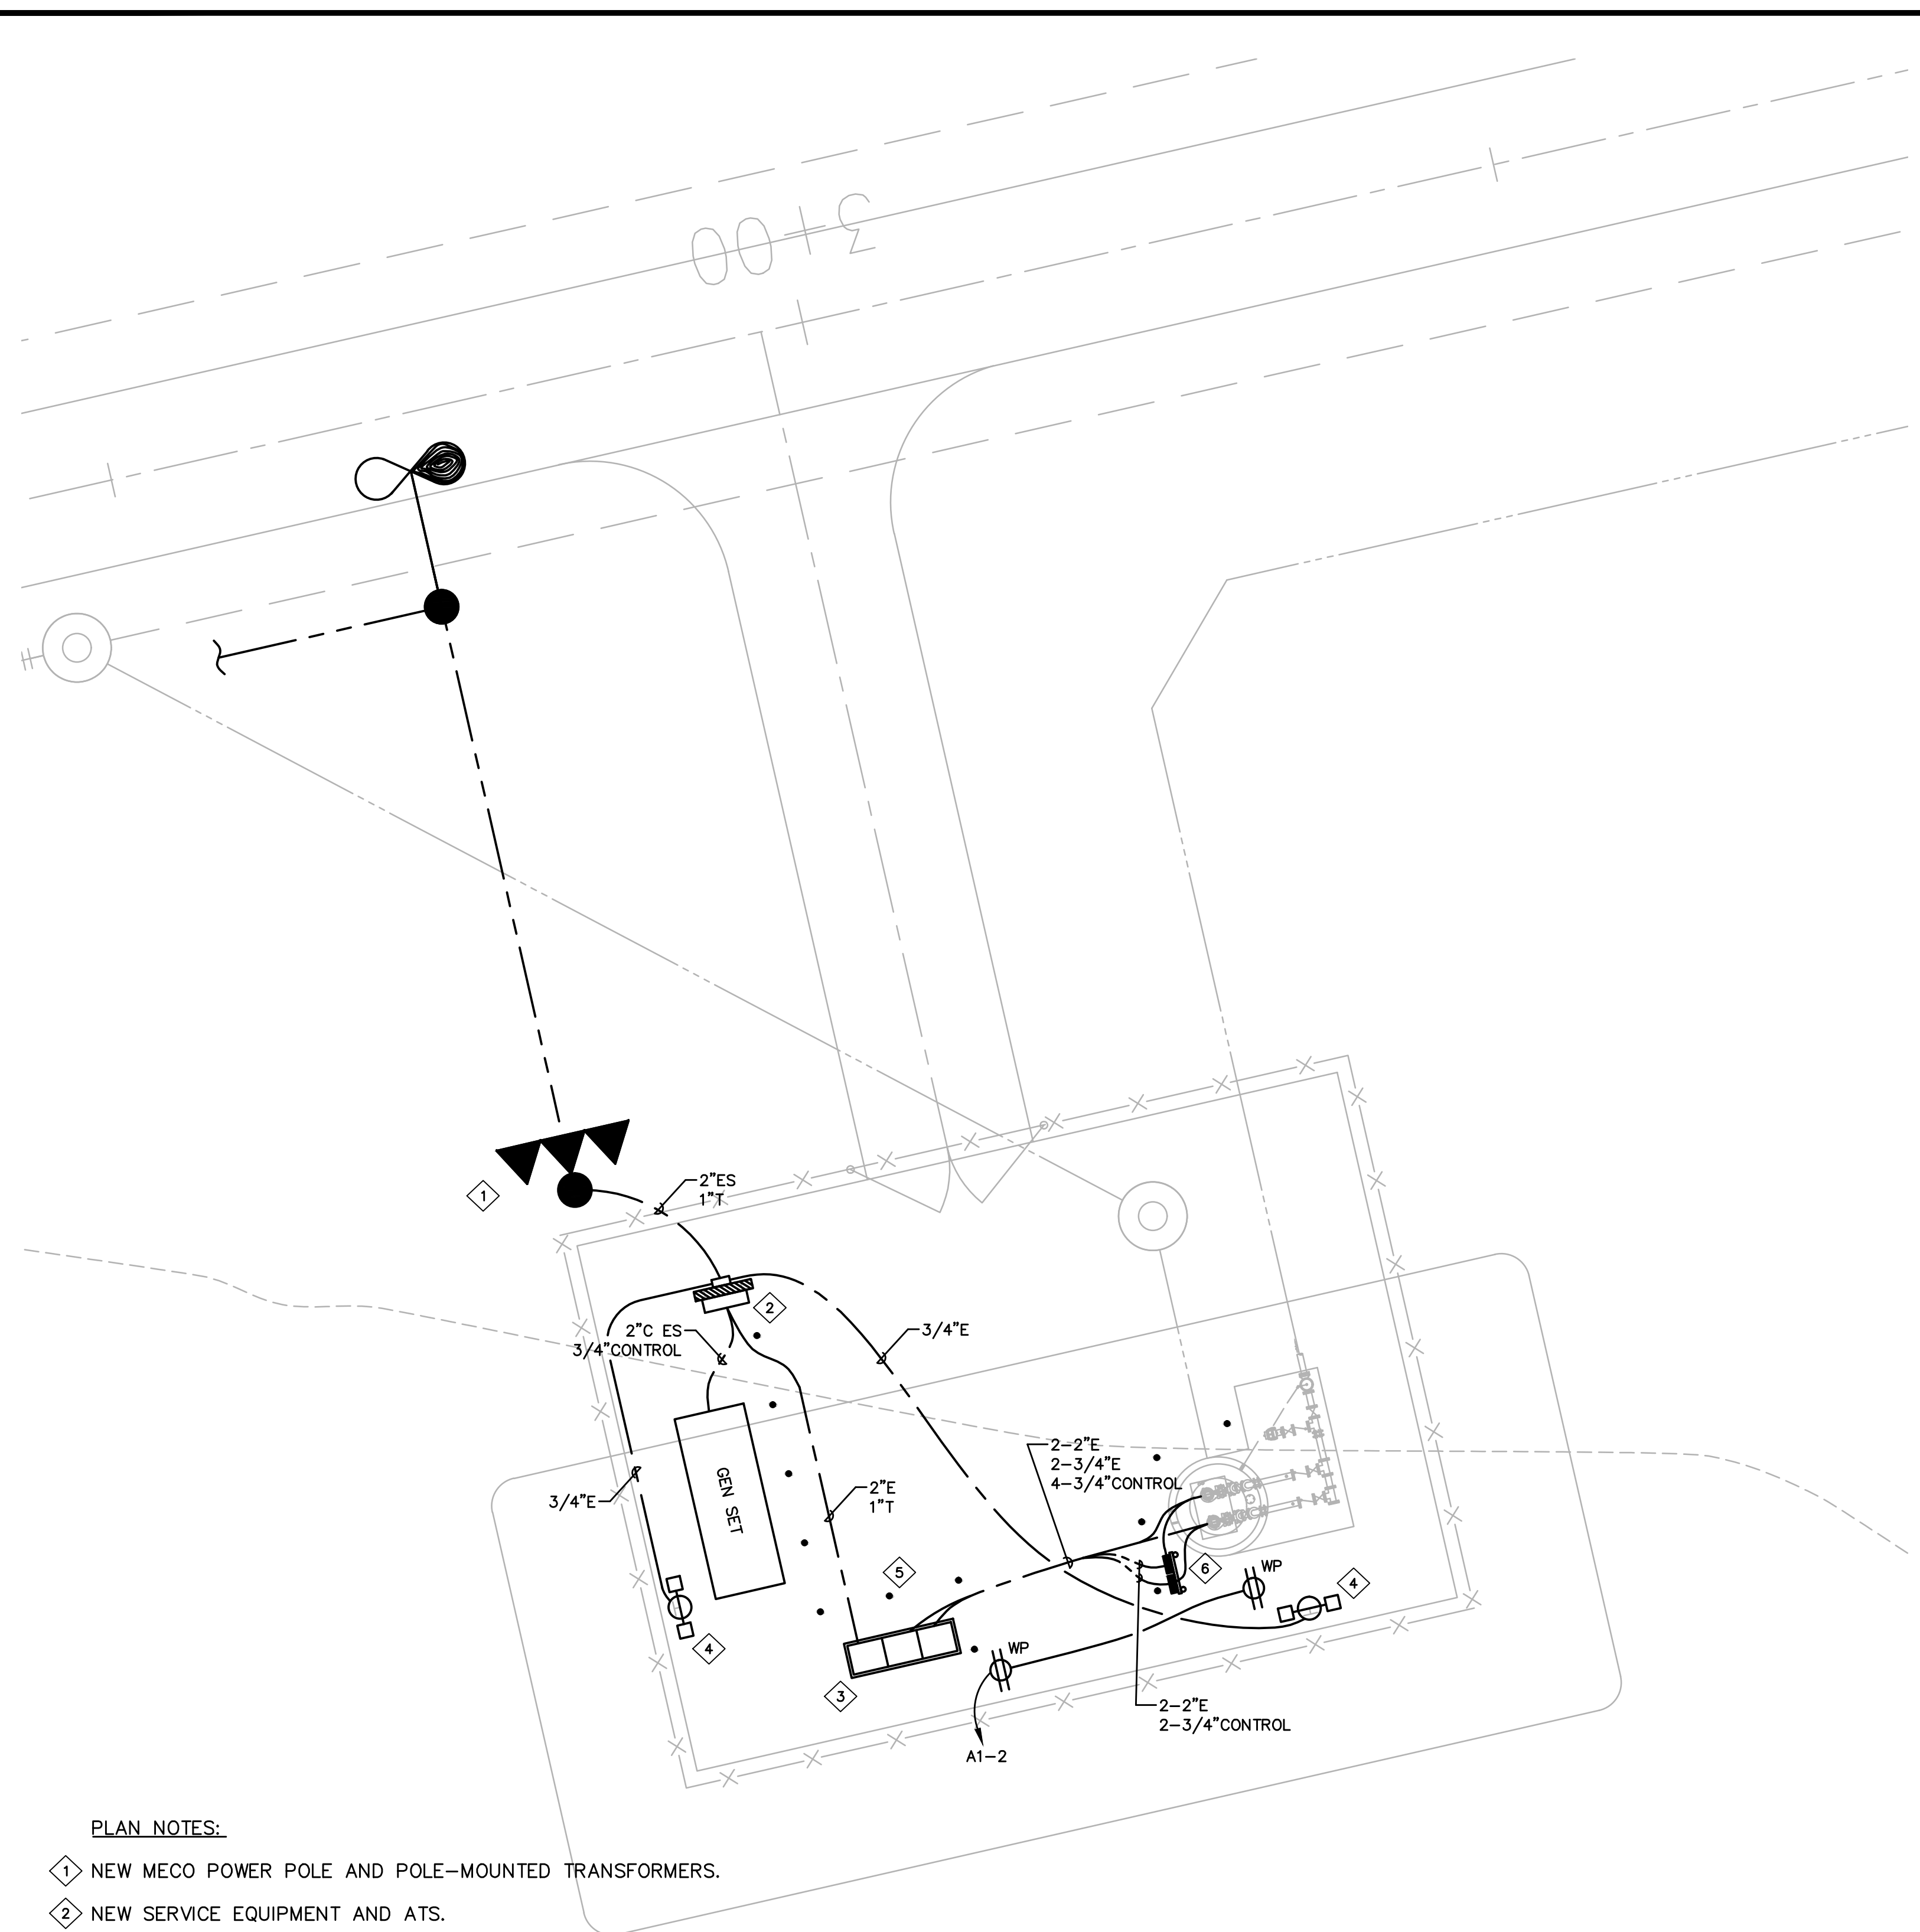 2+00
1
2"ES
1"T
2
2"C ES
3/4"CONTROL
3/4"E
2-2"E
2-3/4"E
4-3/4"CONTROL
GEN SET
3/4"E
2"E
1"T
5
6
WP
4
4
WP
3
2-2"E
2-3/4"CONTROL
A1-2
PLAN NOTES:
1 NEW MECO POWER POLE AND POLE-MOUNTED TRANSFORMERS.
2 NEW SERVICE EQUIPMENT AND ATS.